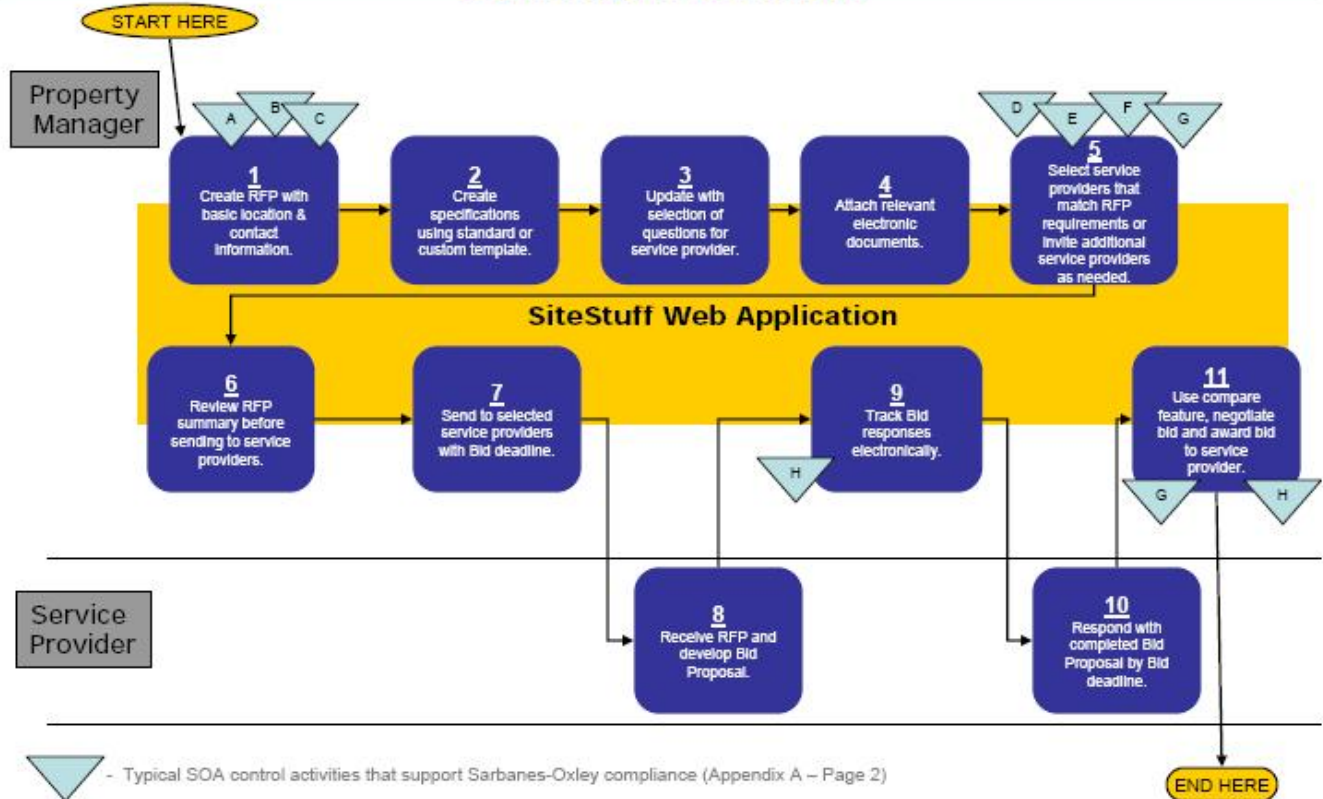 START HERE
Property
Manager
A
B
C
D
E
F
G
1
Create RFP with
basic location &
contact
information.
2
Create
specifications
using standard or
custom template.
3
Update with
selection of
questions for
service provider.
4
Attach relevant
electronic
documents.
5
Select service
providers that
match RFP
requirements or
invite additional
service providers
as needed.
SiteStuff Web Application
6
Review RFP
summary before
sending to service
providers.
7
Send to selected
service providers
with Bid deadline.
9
Track Bid
responses
electronically.
H
11
Use compare
feature, negotiate
bid and award bid
to service
provider.
G
H
Service
Provider
8
Receive RFP and
develop Bid
Proposal.
10
Respond with
completed Bid
Proposal by Bid
deadline.
- Typical SOA control activities that support Sarbanes-Oxley compliance (Appendix A – Page 2)
END HERE